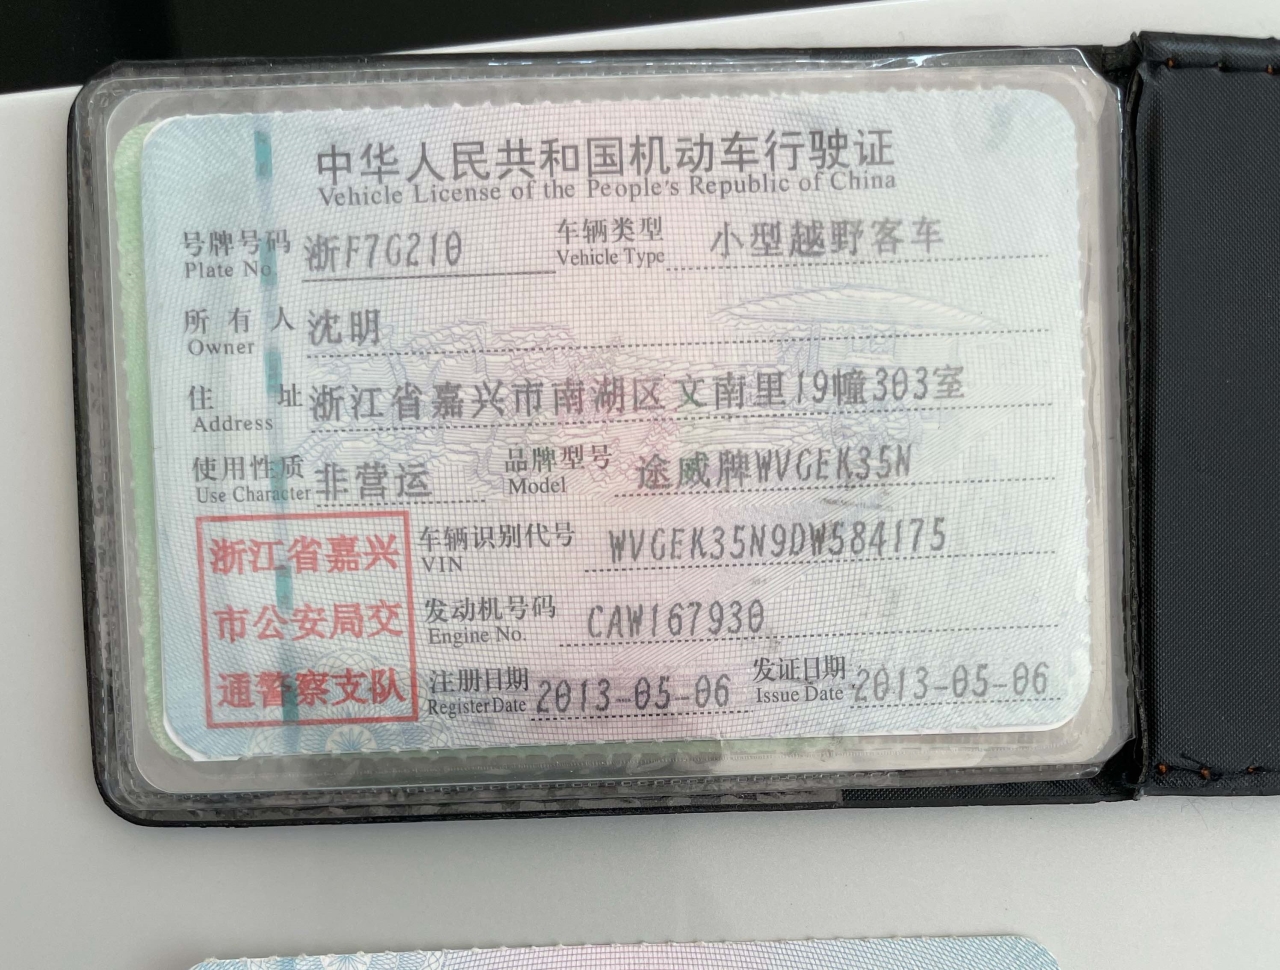 中华人民共和国机动车行驶证
Vehicle License of the People's Republic of China
号牌号码 浙F7G210 车辆类型 小型越野客车
Plate No. Vehicle Type
所有人 沈明
Owner
住址 浙江省嘉兴市南湖区文南里19幢303室
Address
使用性质 非营运 品牌型号 途威牌WVGEK35N
Use Character Model
浙江省嘉兴
市公安局交
通警察支队
车辆识别代号 WVGEK35N9DW584175
VIN
发动机号码 CAW167930
Engine No.
注册日期 2013-05-06 发证日期 2013-05-06
Register Date Issue Date